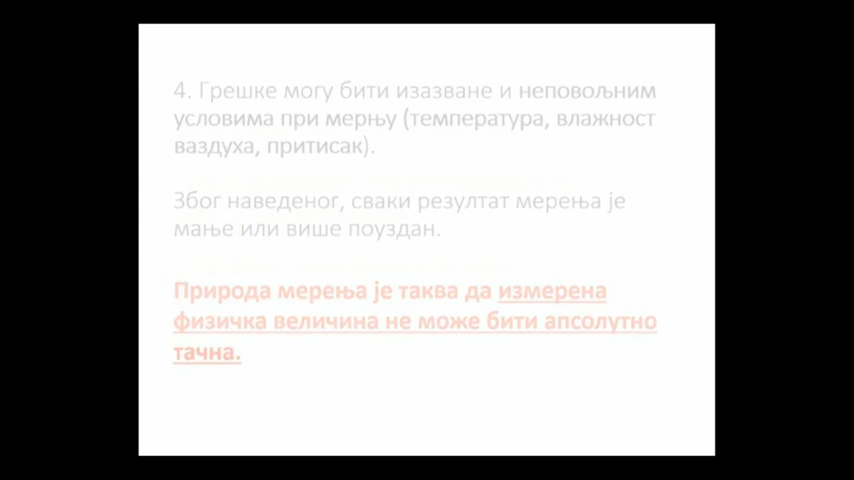 4. Грешке могу бити изазване и неповољним
условима при мерњу (температура, влажност
ваздуха, притисак).
Због наведеног, сваки резултат мерења је
мање или више поуздан.
Природа мерења је таква да измерена
физичка величина не може бити апсолутно
тачна.